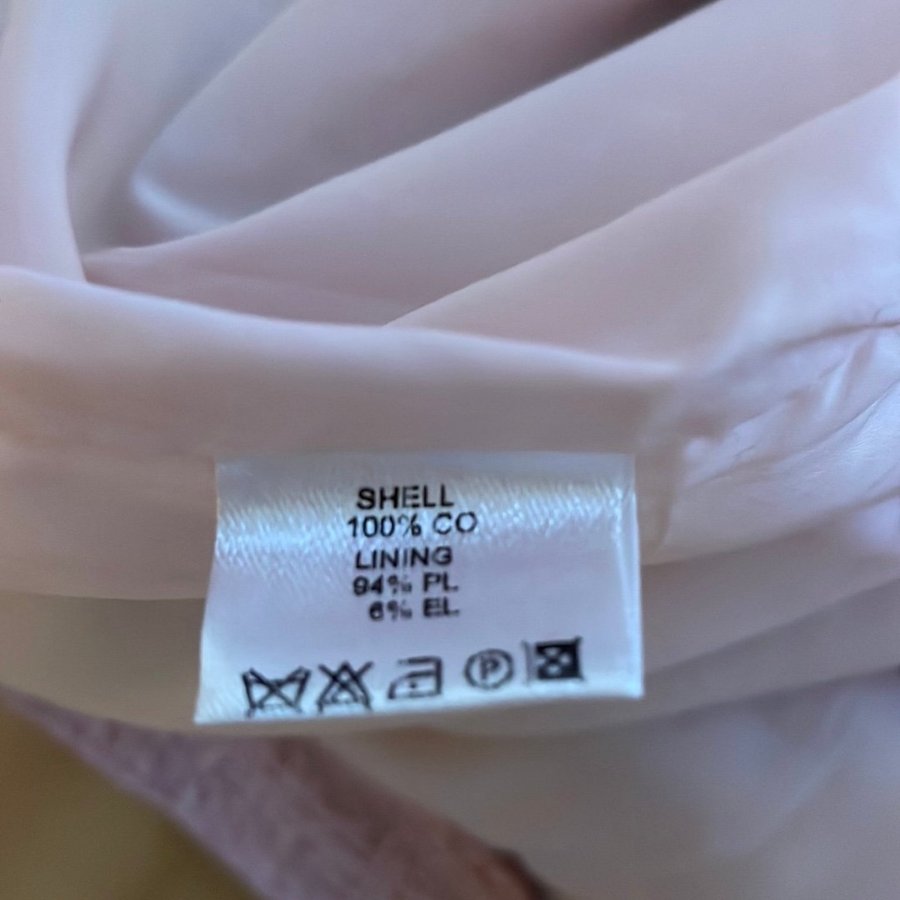 SHELL
100% CO
LINING
94% PL
6% EL
P